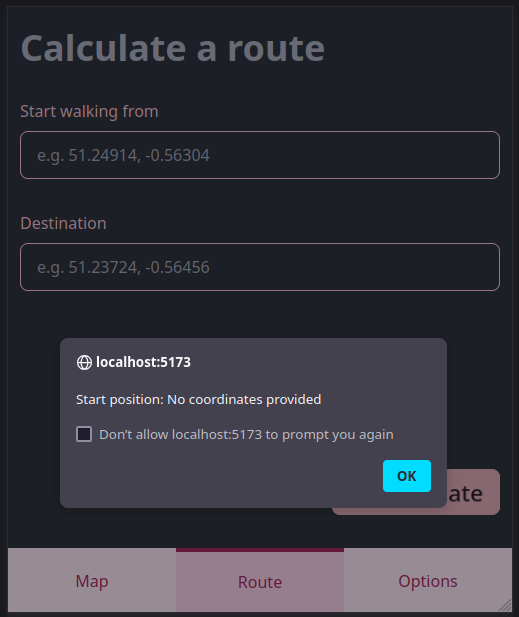 Calculate a route
Start walking from
e.g. 51.24914, -0.56304
Destination
e.g. 51.23724, -0.56456
localhost:5173
Start position: No coordinates provided
Don't allow localhost:5173 to prompt you again
OK
ate
Map
Route
Options